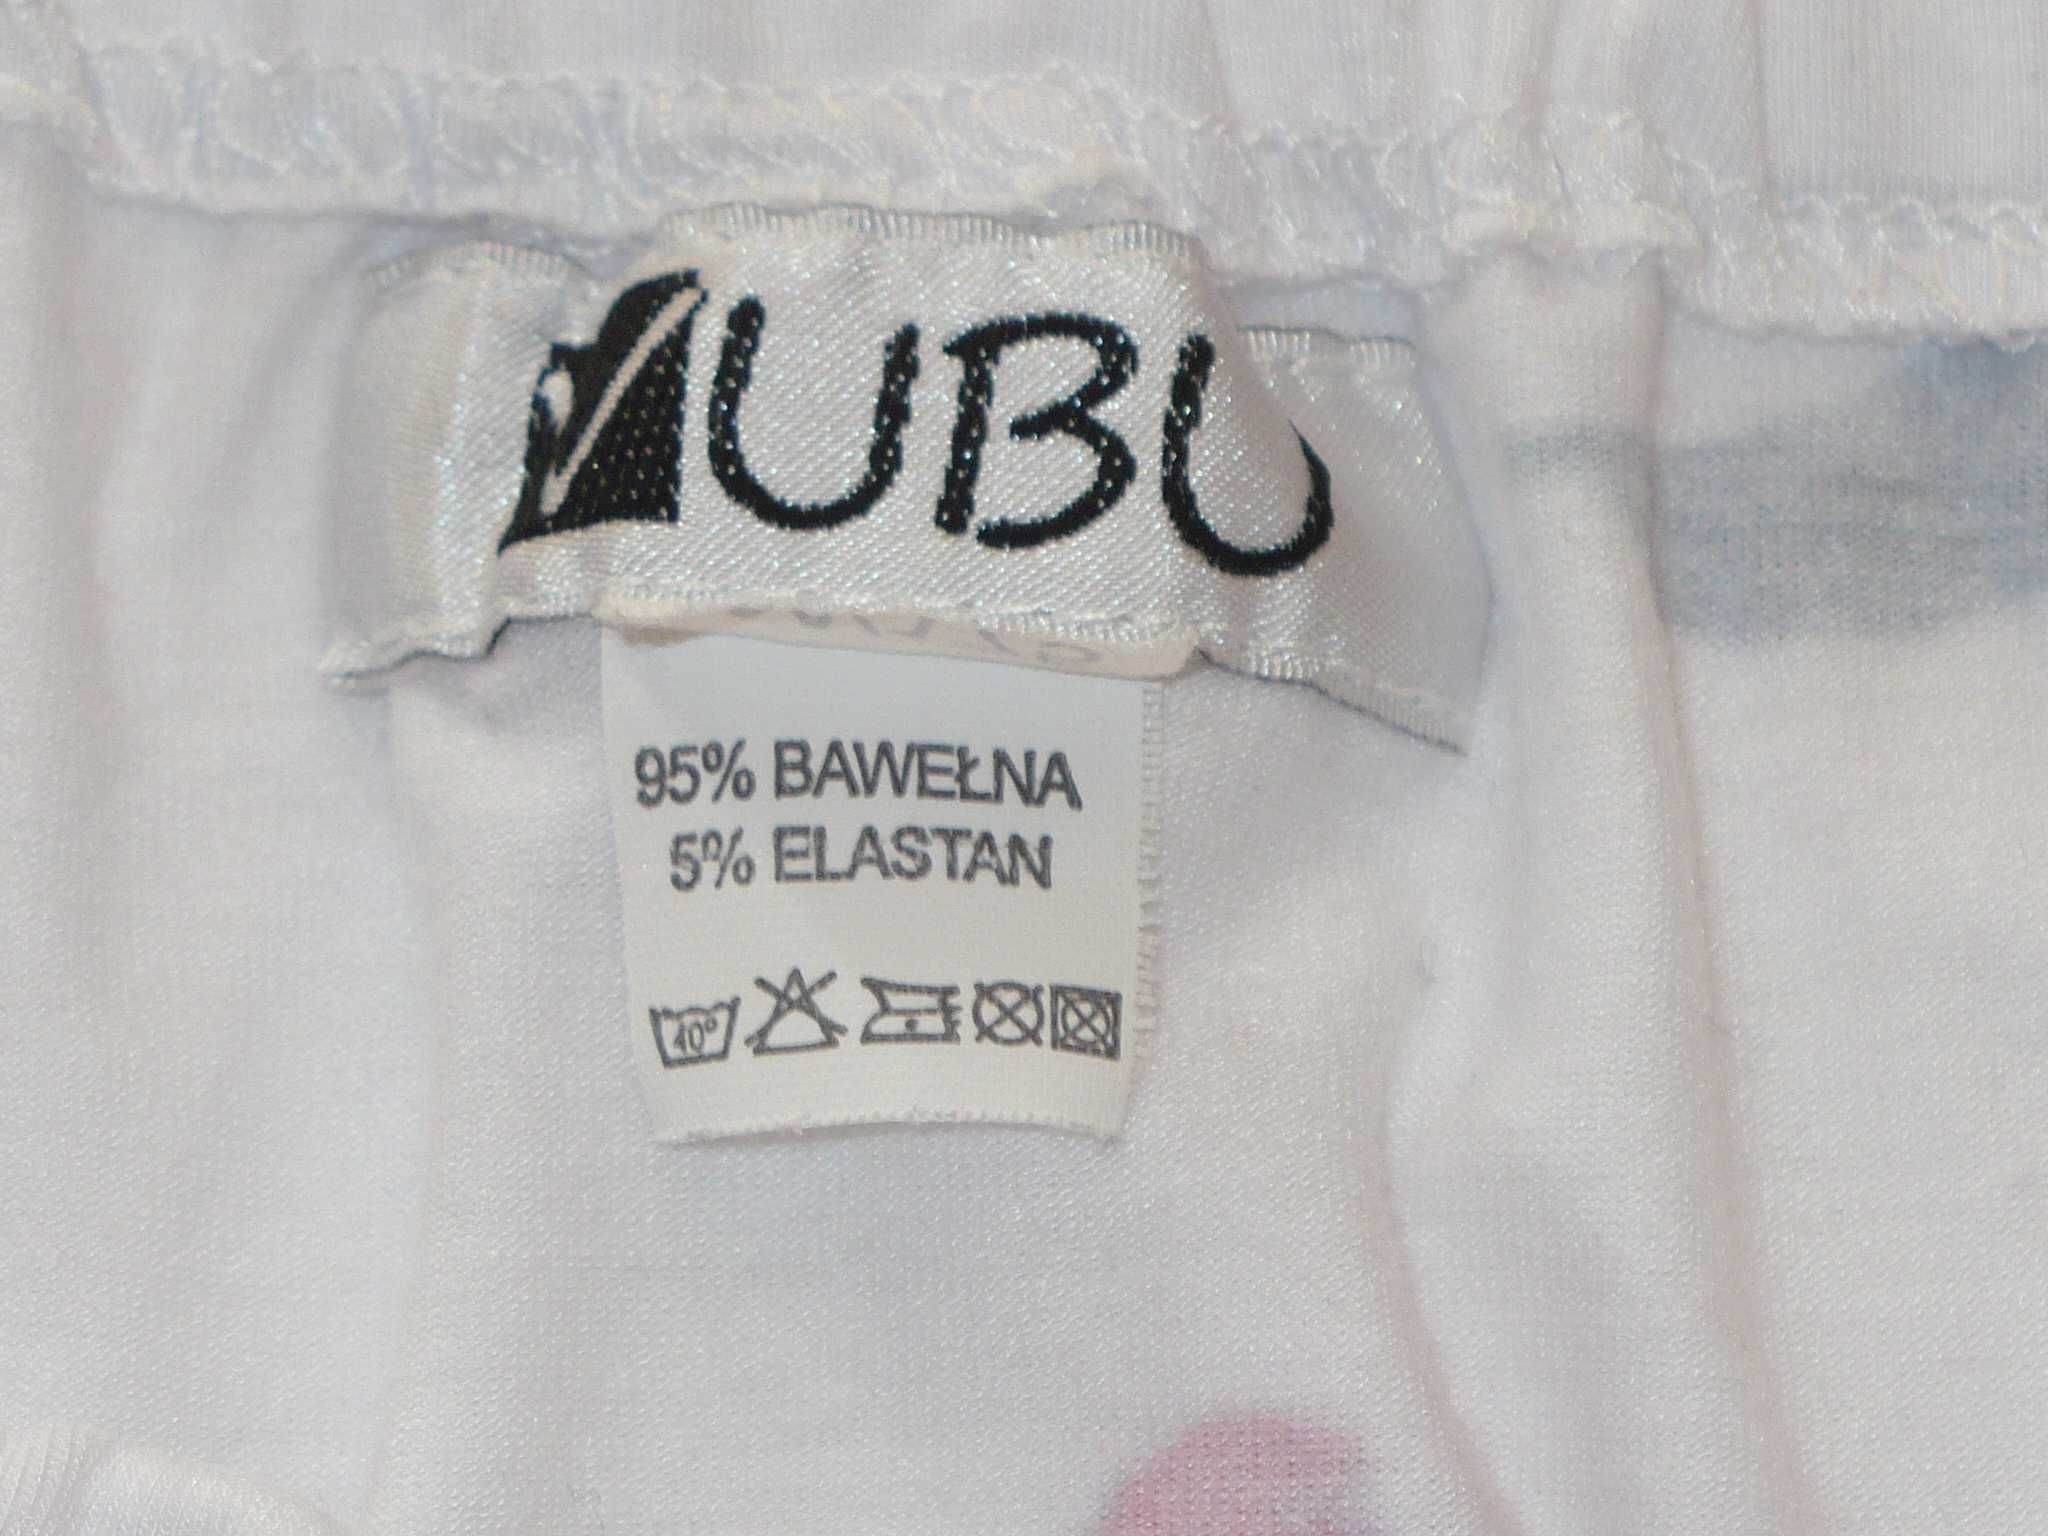 UBU
95% BAWEŁNA
5% ELASTAN
40°